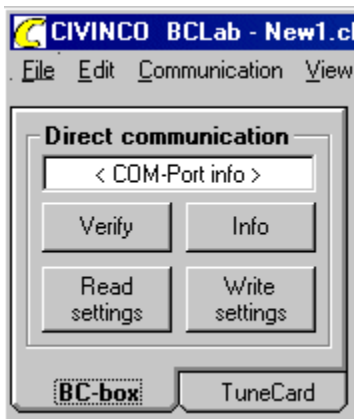 CIVINCO BCLab - New1.cl
File Edit Communication View
Direct communication
< COM-Port info >
Verify Info
Read settings Write settings
BC-box TuneCard